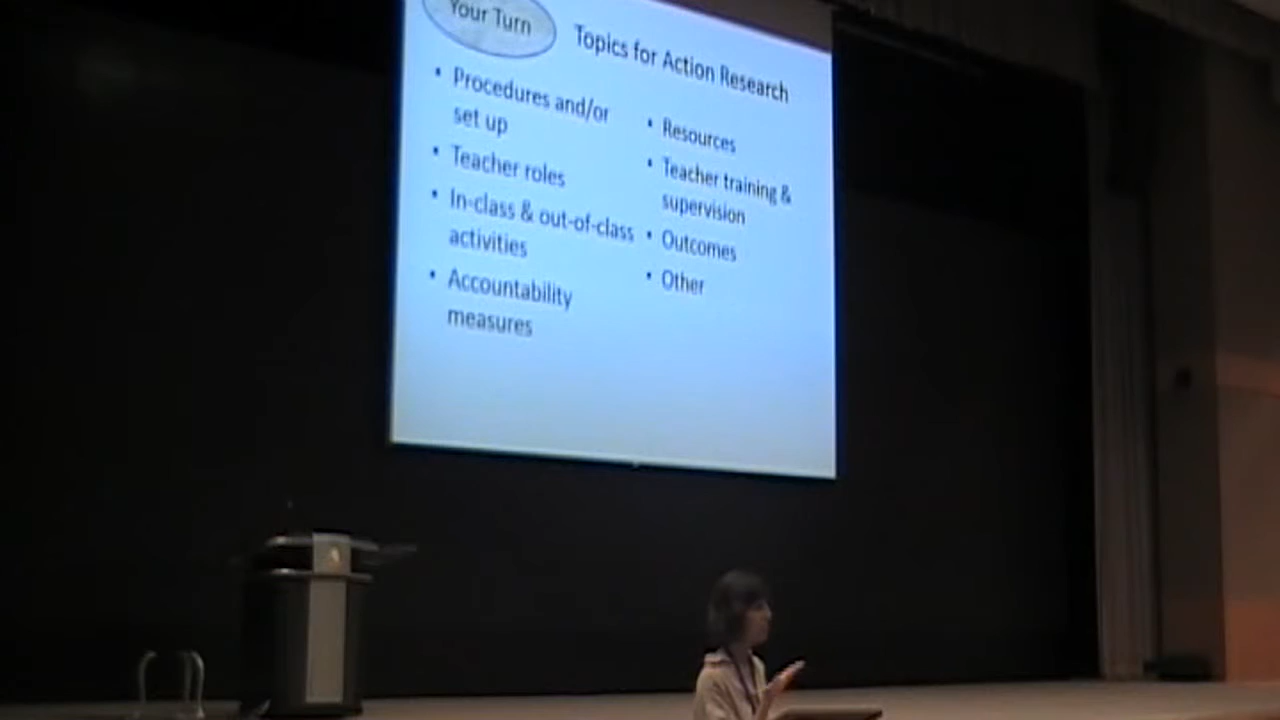 Your Turn
Topics for Action Research
• Procedures and/or
set up
• Teacher roles
• In-class & out-of-class
activities
• Accountability
measures
• Resources
• Teacher training &
supervision
• Outcomes
• Other